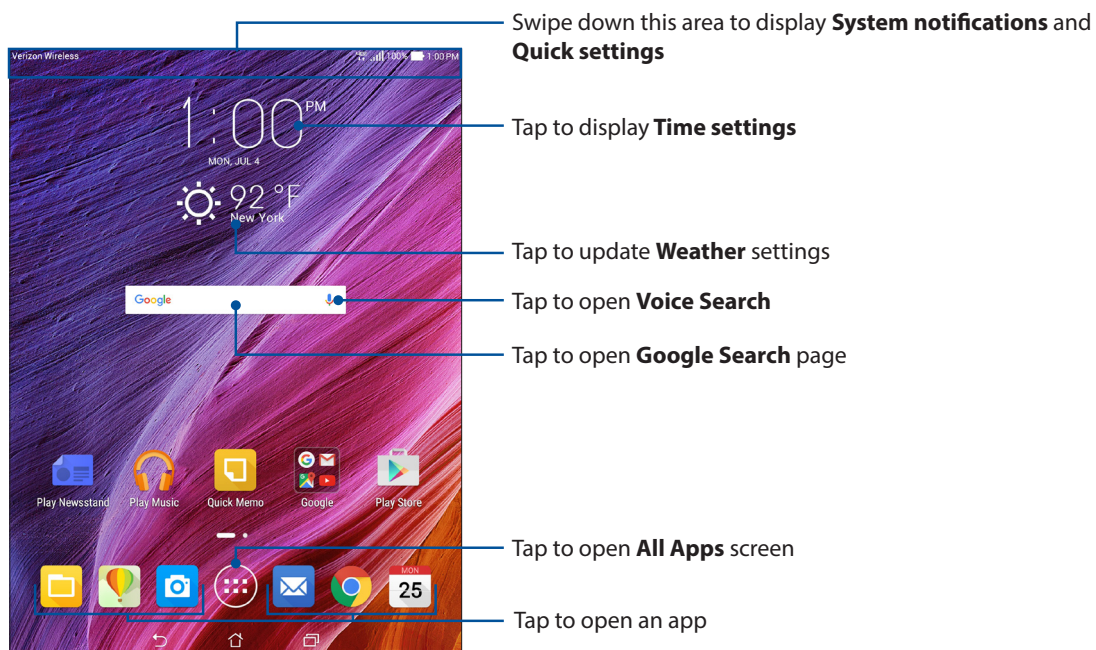 Swipe down this area to display System notifications and
Quick settings
Verizon Wireless
100% 1:00 PM
1:00 PM
Tap to display Time settings
MON, JUL 4
92 °F
New York
Tap to update Weather settings
Google
Tap to open Voice Search
Tap to open Google Search page
Play Newsstand Play Music Quick Memo Google Play Store
Tap to open All Apps screen
MON
25
Tap to open an app